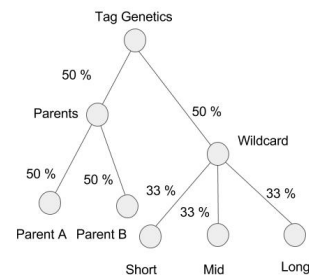 Tag Genetics
50 %
Parents
50 %
Wildcard
50 %
50 %
33 %
33 %
33 %
Parent A
Parent B
Short
Mid
Long